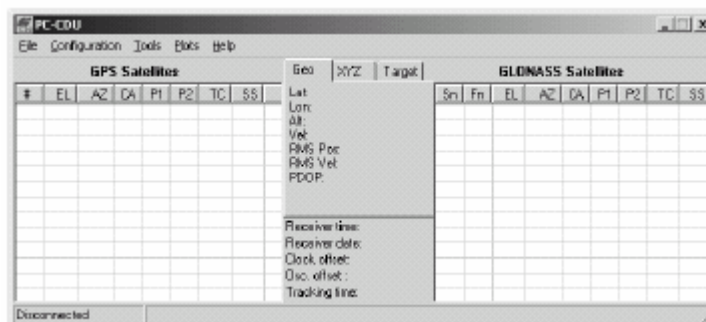 PC-CDU
File Configuration Tools Plots Help
GPS Satellites
# EL AZ CA P1 P2 TC SS
Geo XYZ Target
Lat:
Lon:
Alt:
Vel:
RMS Pos:
RMS Vel:
PDOP:
Receiver time:
Receiver date:
Clock offset:
Osc. offset :
Tracking time:
GLONASS Satellites
Sn Fn EL AZ CA P1 P2 TC SS
Disconnected